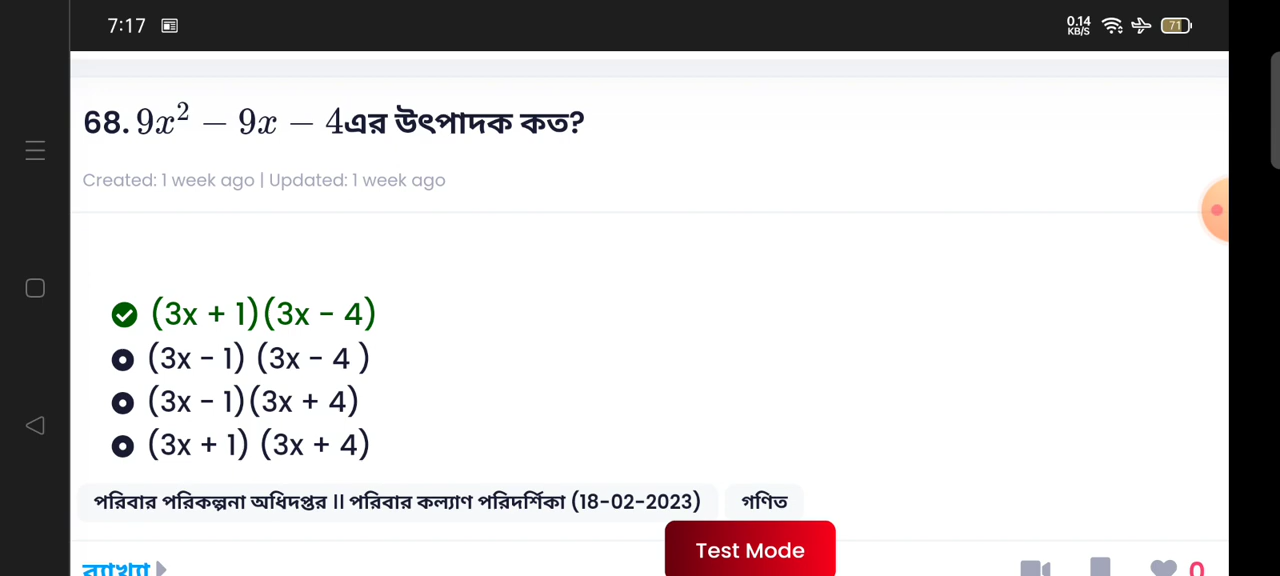 7:17
0.14 KB/S
71
68. 9x² − 9x − 4এর উৎপাদক কত?
Created: 1 week ago | Updated: 1 week ago
(3x + 1)(3x - 4)
(3x - 1) (3x - 4 )
(3x - 1)(3x + 4)
(3x + 1) (3x + 4)
পরিবার পরিকল্পনা অধিদপ্তর || পরিবার কল্যাণ পরিদর্শিকা (18-02-2023) গণিত
Test Mode
ব্যাখ্যা
0